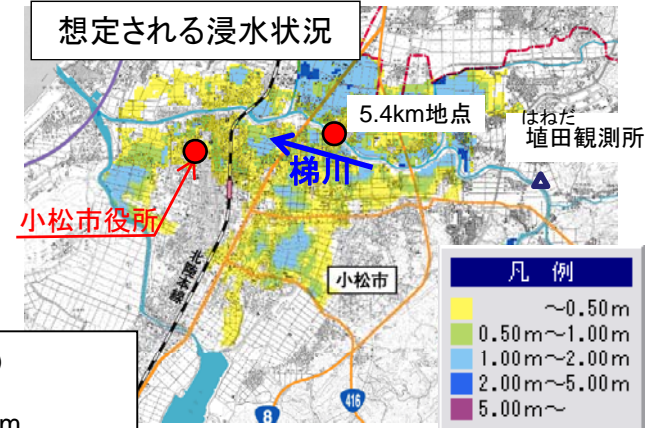 想定される浸水状況
5.4km地点
はねだ
埴田観測所
梯川
小松市役所
北陸本線
小松市
凡 例
～0.50m
0.50m～1.00m
1.00m～2.00m
2.00m～5.00m
5.00m～
8
416
m